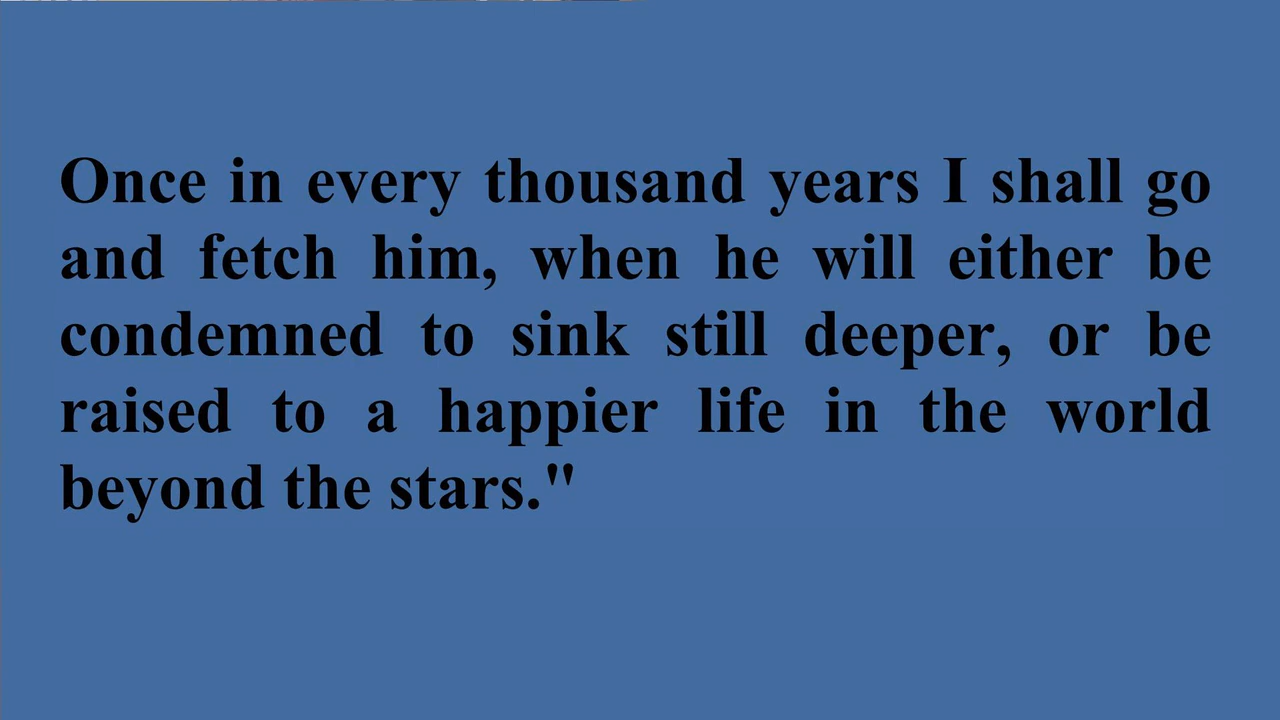 Once in every thousand years I shall go
and fetch him, when he will either be
condemned to sink still deeper, or be
raised to a happier life in the world
beyond the stars."